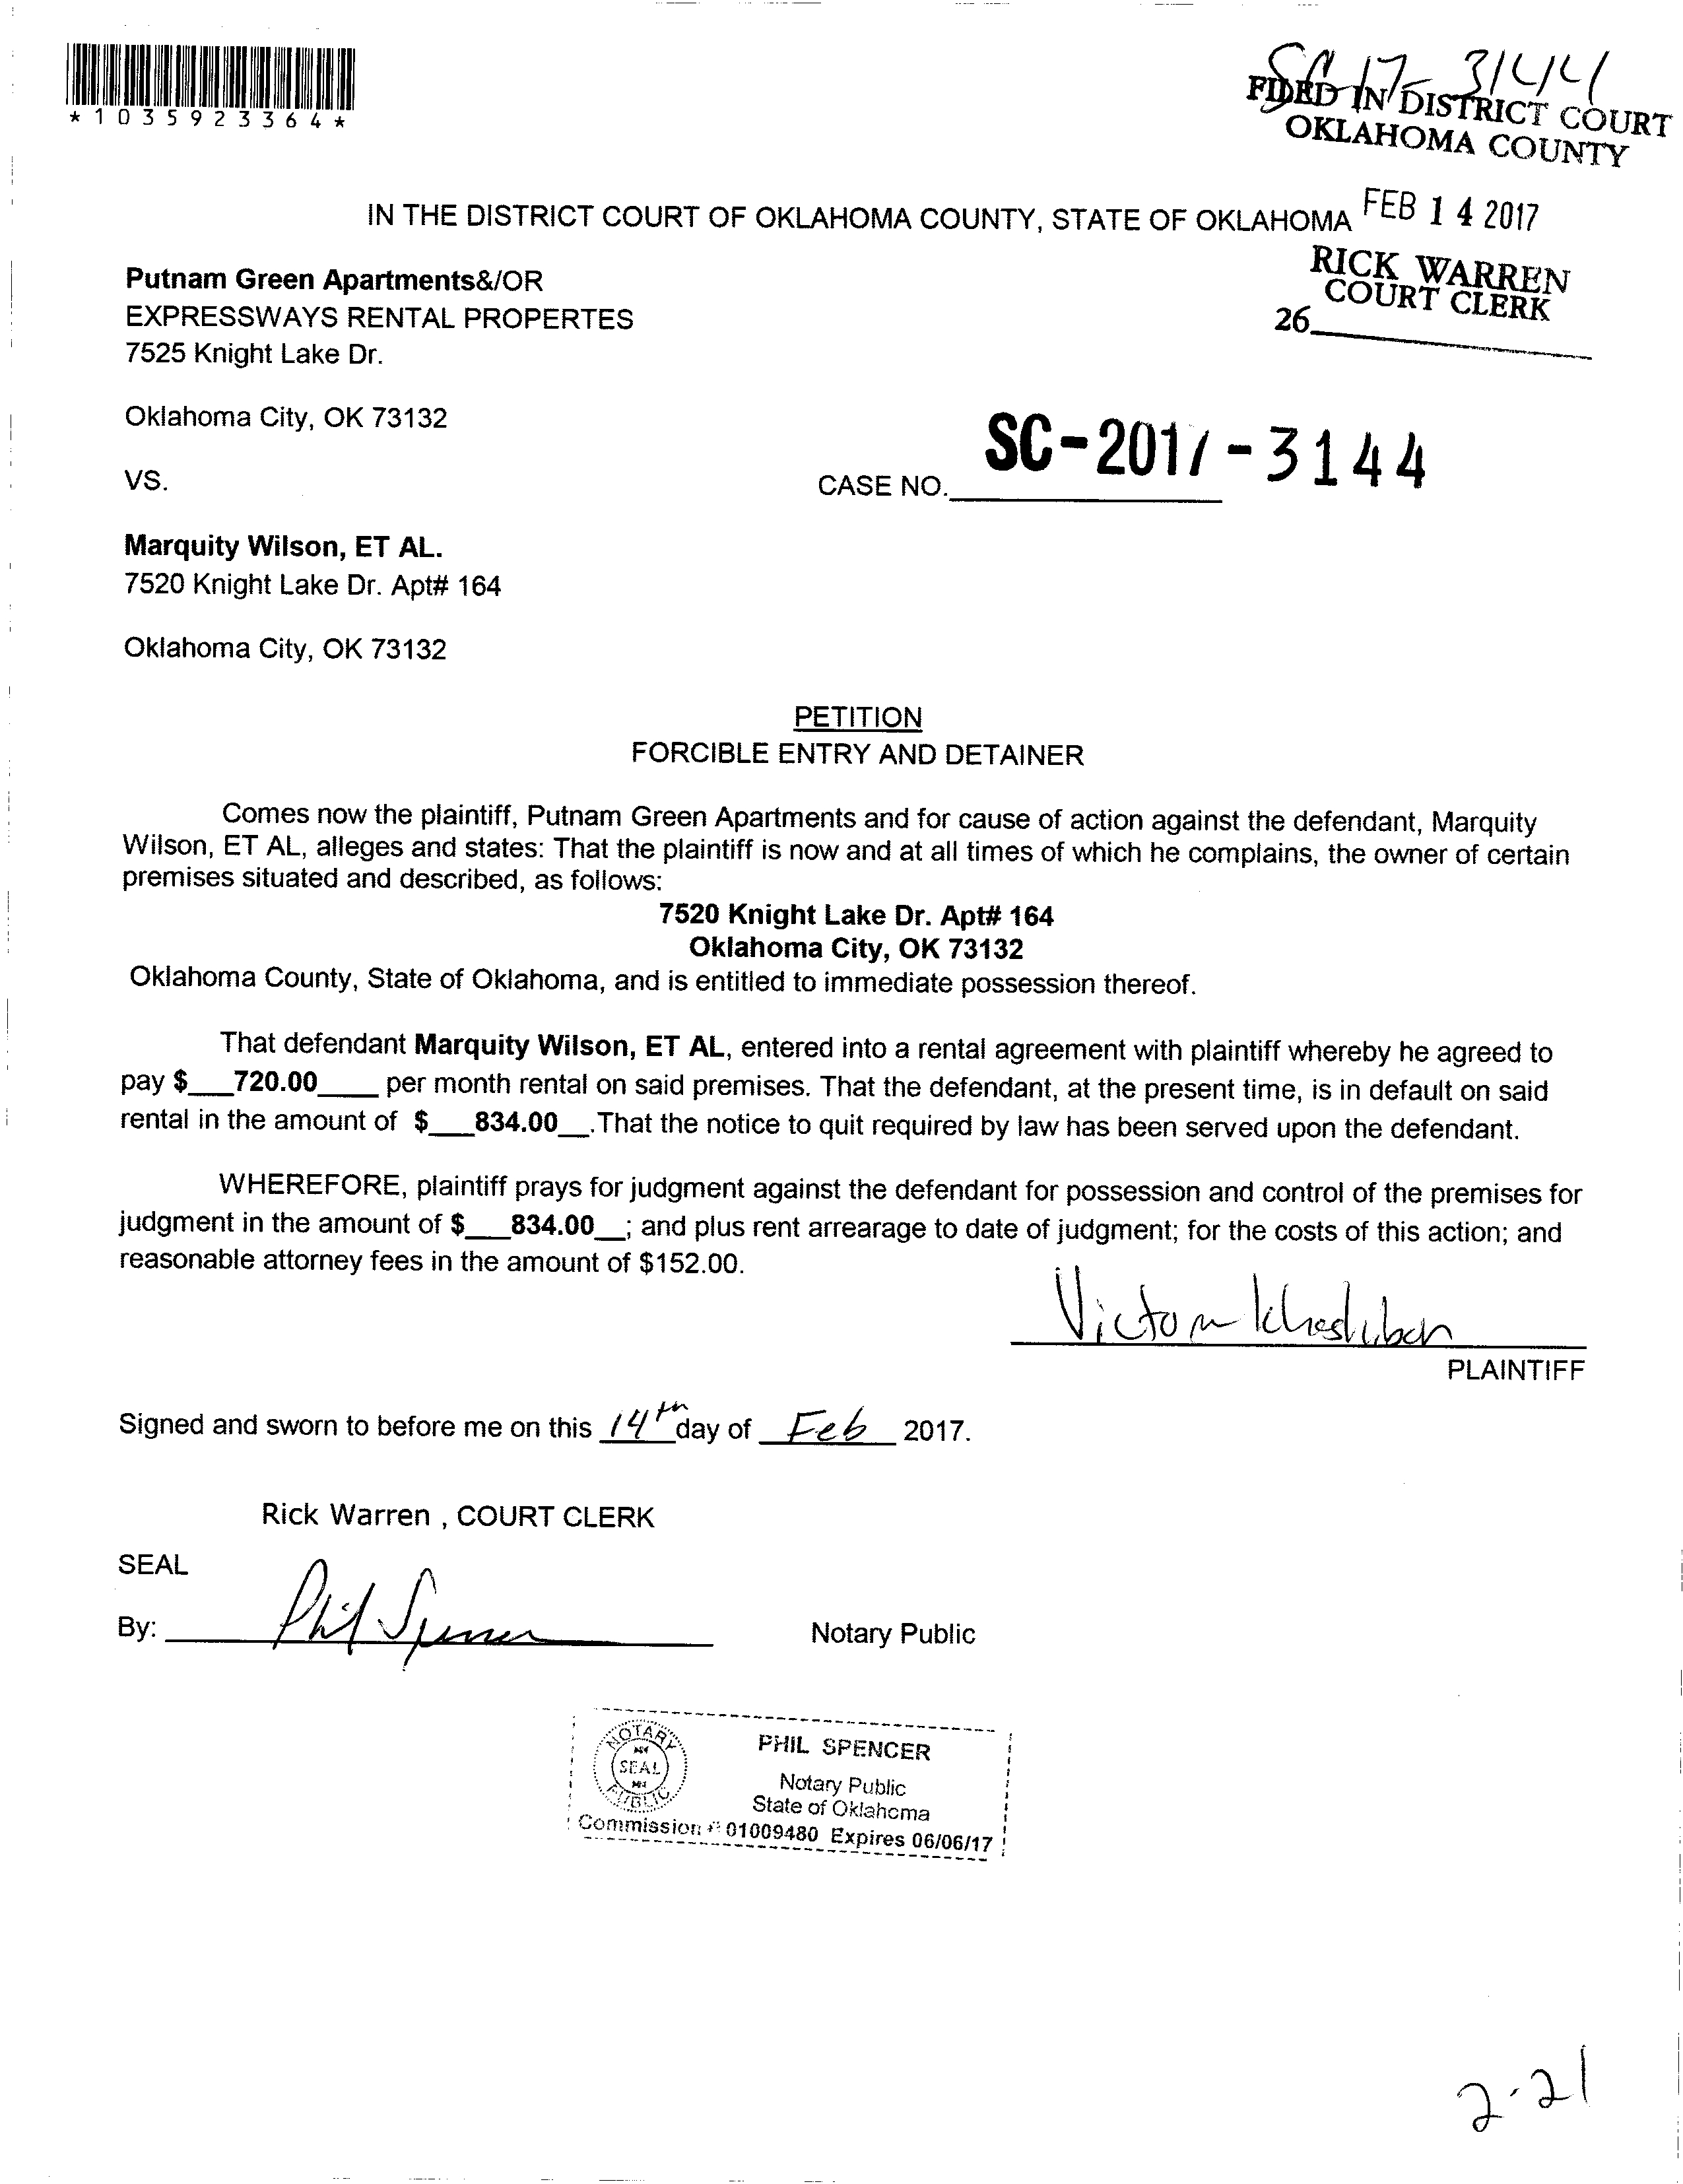 *1035923364*
SC-17-3144
FILED IN DISTRICT COURT
OKLAHOMA COUNTY
FEB 14 2017
RICK WARREN
COURT CLERK
26____________
IN THE DISTRICT COURT OF OKLAHOMA COUNTY, STATE OF OKLAHOMA
Putnam Green Apartments&/OR
EXPRESSWAYS RENTAL PROPERTES
7525 Knight Lake Dr.
Oklahoma City, OK 73132
VS.
CASE NO. SC-2017-3144
Marquity Wilson, ET AL.
7520 Knight Lake Dr. Apt# 164
Oklahoma City, OK 73132
PETITION
FORCIBLE ENTRY AND DETAINER
Comes now the plaintiff, Putnam Green Apartments and for cause of action against the defendant, Marquity
Wilson, ET AL, alleges and states: That the plaintiff is now and at all times of which he complains, the owner of certain
premises situated and described, as follows:
7520 Knight Lake Dr. Apt# 164
Oklahoma City, OK 73132
Oklahoma County, State of Oklahoma, and is entitled to immediate possession thereof.
That defendant Marquity Wilson, ET AL, entered into a rental agreement with plaintiff whereby he agreed to
pay $___720.00____ per month rental on said premises. That the defendant, at the present time, is in default on said
rental in the amount of $___834.00__.That the notice to quit required by law has been served upon the defendant.
WHEREFORE, plaintiff prays for judgment against the defendant for possession and control of the premises for
judgment in the amount of $___834.00__; and plus rent arrearage to date of judgment; for the costs of this action; and
reasonable attorney fees in the amount of $152.00.
Victor
PLAINTIFF
Signed and sworn to before me on this 14th day of Feb 2017.
Rick Warren , COURT CLERK
SEAL
By: Phil Spencer Notary Public
NOTARY
SEAL
PUBLIC
PHIL SPENCER
Notary Public
State of Oklahoma
Commission # 01009480 Expires 06/06/17
2-21